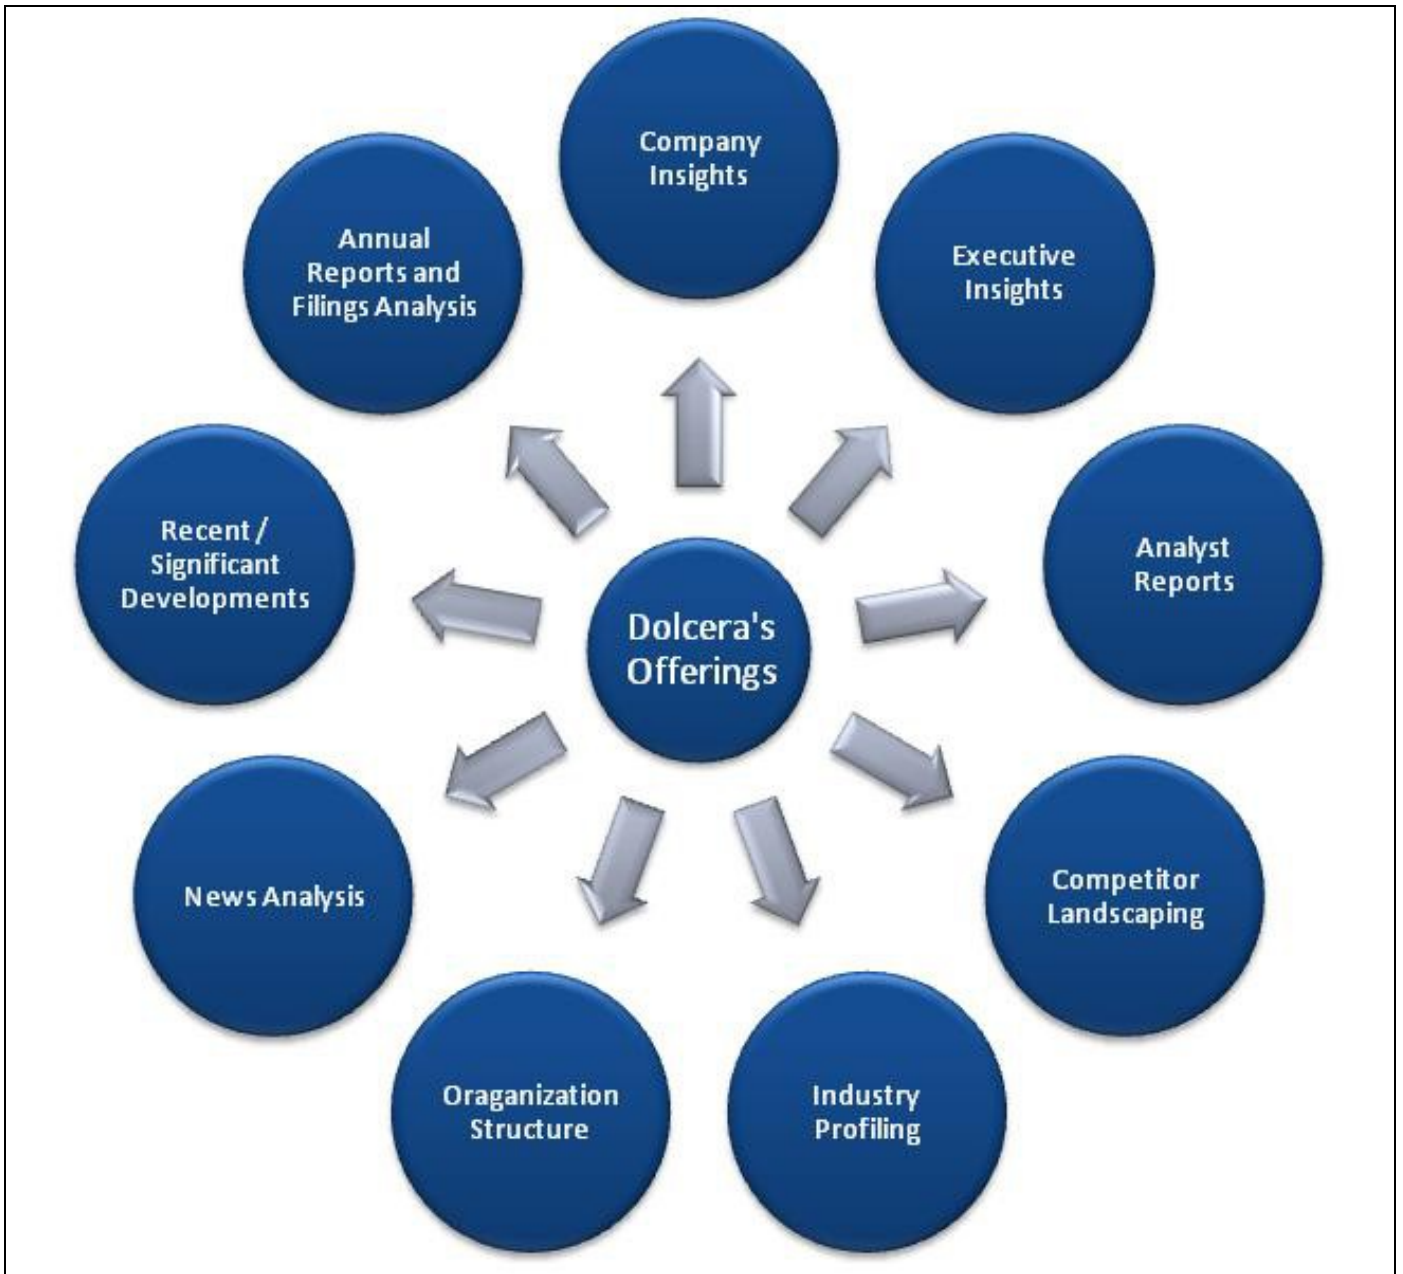 Company
Insights
Executive
Insights
Analyst
Reports
Competitor
Landscaping
Industry
Profiling
Oraganization
Structure
News Analysis
Recent /
Significant
Developments
Annual
Reports and
Filings Analysis
Dolcera's
Offerings